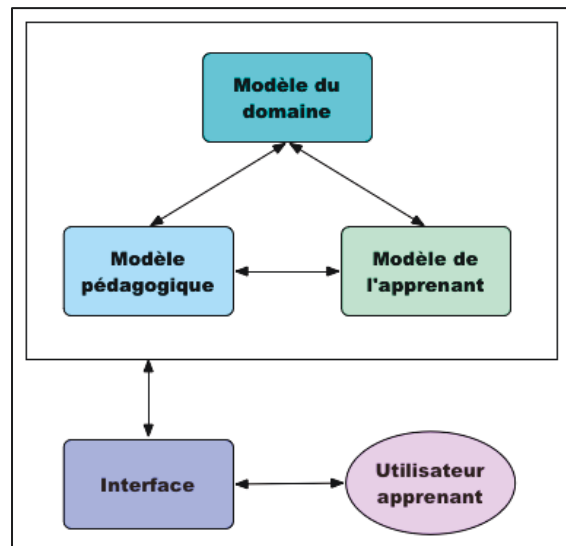 Modèle du
domaine
Modèle
pédagogique
Modèle de
l'apprenant
Interface
Utilisateur
apprenant